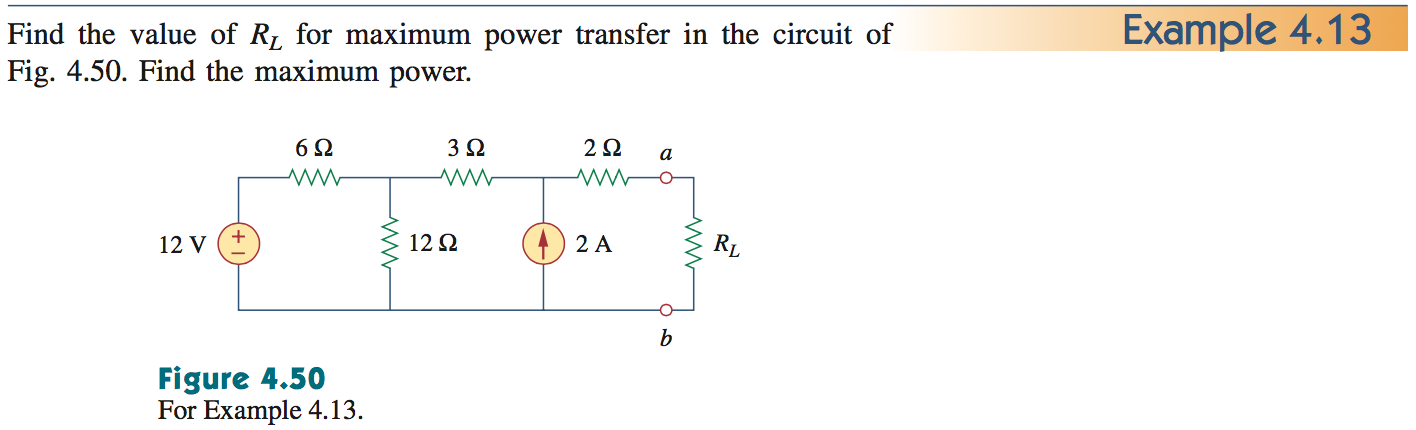 Find the value of R_L for maximum power transfer in the circuit of
Fig. 4.50. Find the maximum power.
Example 4.13
6 Ω
3 Ω
2 Ω
a
12 V
+
−
12 Ω
2 A
R_L
b
Figure 4.50
For Example 4.13.